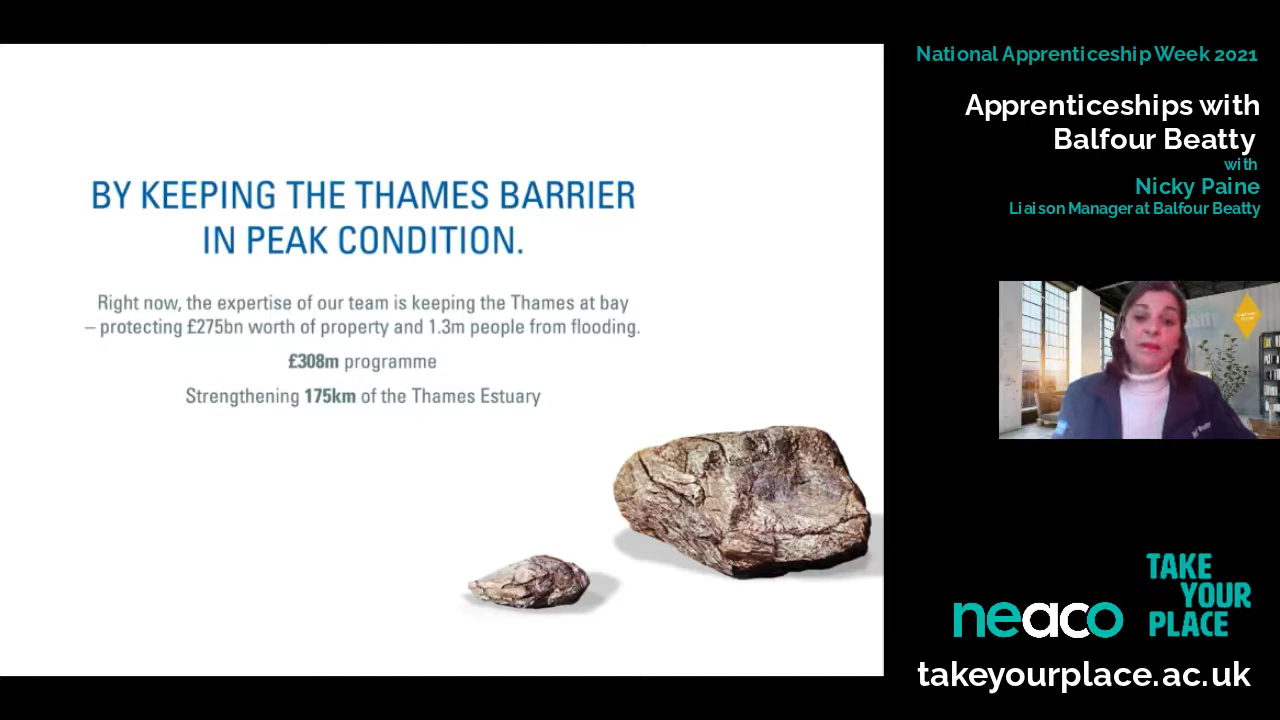 BY KEEPING THE THAMES BARRIER
IN PEAK CONDITION.
Right now, the expertise of our team is keeping the Thames at bay
– protecting £275bn worth of property and 1.3m people from flooding.
£308m programme
Strengthening 175km of the Thames Estuary
National Apprenticeship Week 2021
Apprenticeships with
Balfour Beatty
with
Nicky Paine
Liaison Manager at Balfour Beatty
TAKE
YOUR
PLACE
neaco
takeyourplace.ac.uk